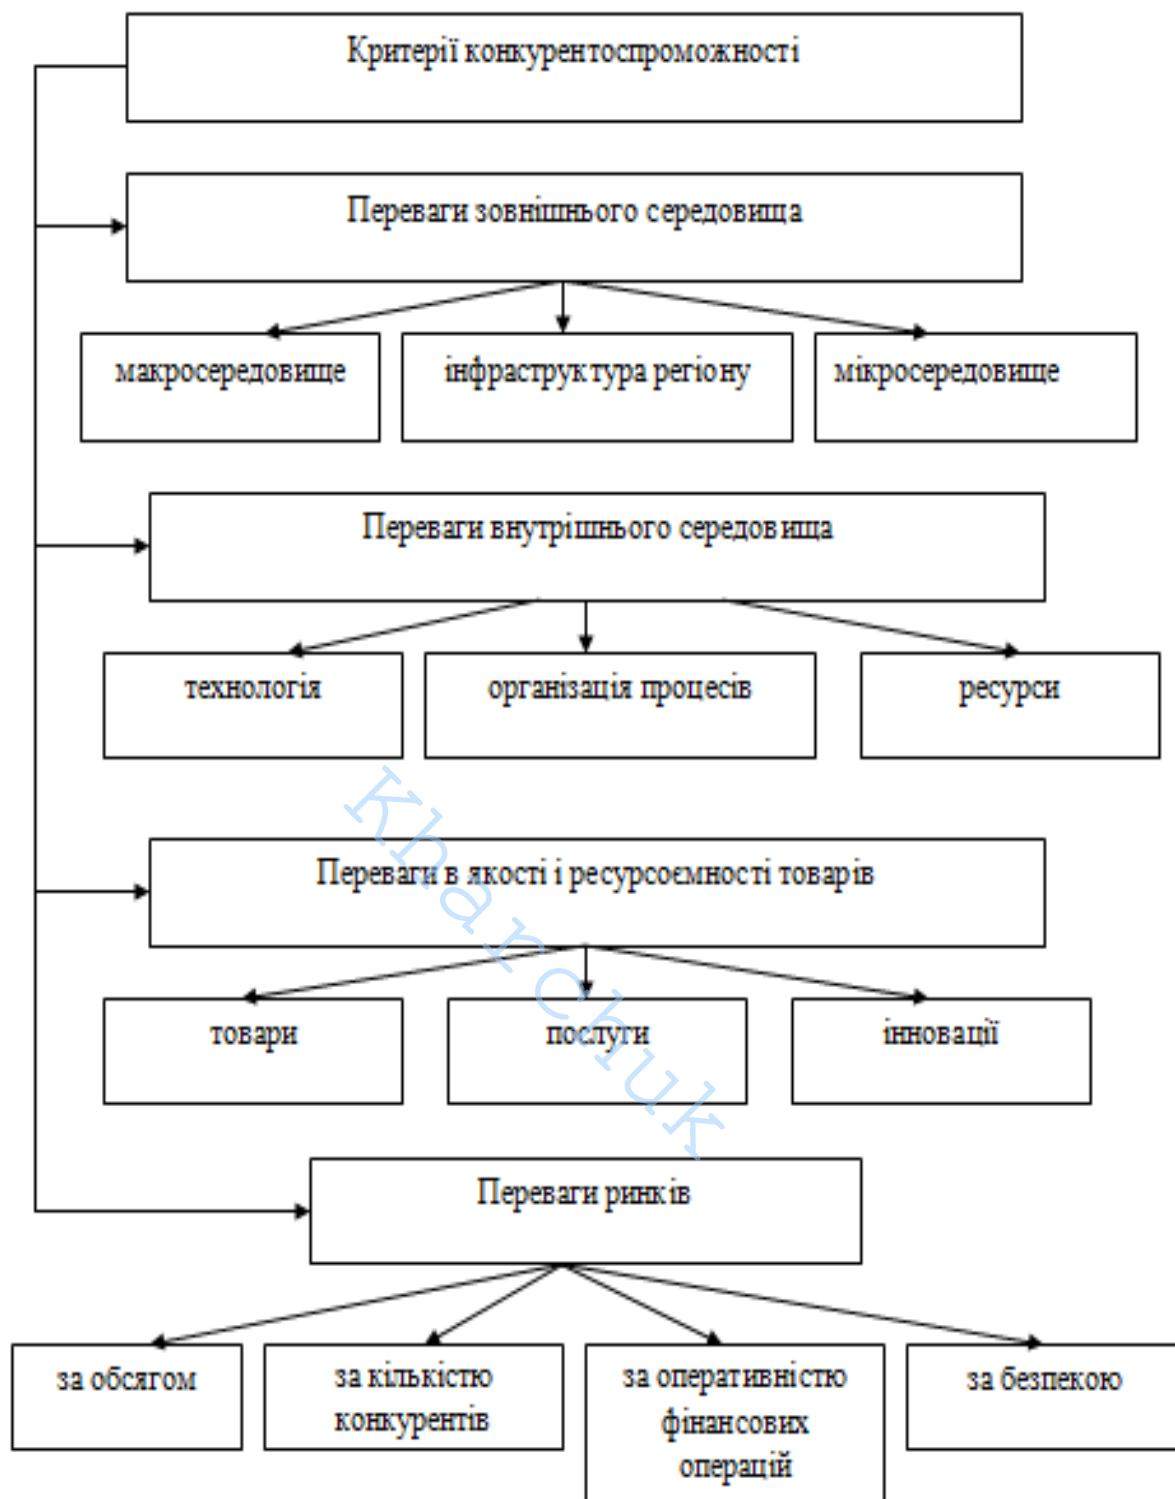 Критерії конкурентоспроможності
Переваги зовнішнього середовища
макросередовище
інфраструктура регіону
мікросередовище
Переваги внутрішнього середовища
технологія
організація процесів
ресурси
Переваги в якості і ресурсоємності товарів
товари
послуги
інновації
Kharchuk
Переваги ринків
за обсягом
за кількістю
конкурентів
за оперативністю
фінансових
операцій
за безпекою